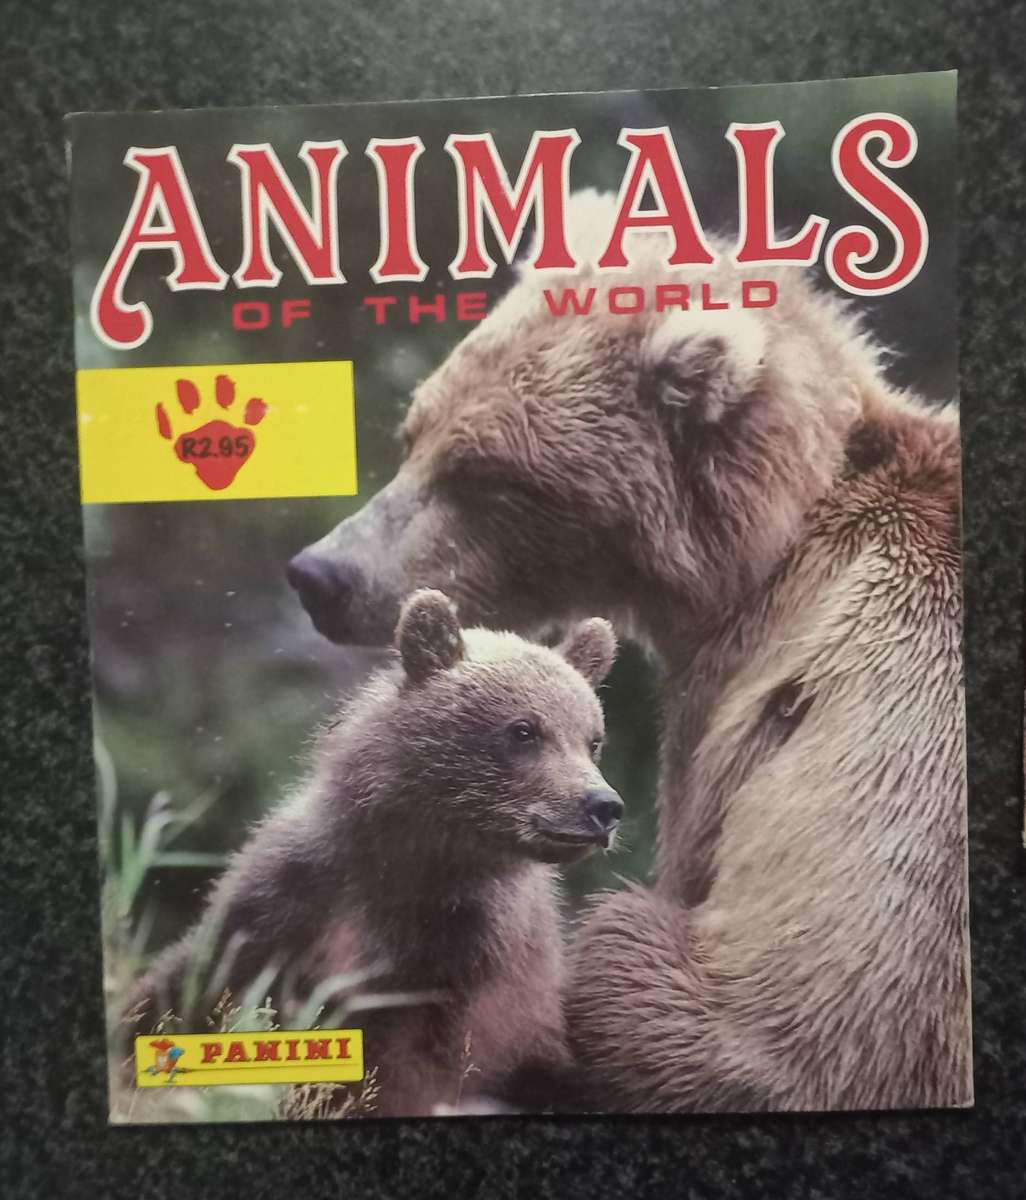 ANIMALS
OF THE WORLD
R2.95
PANINI